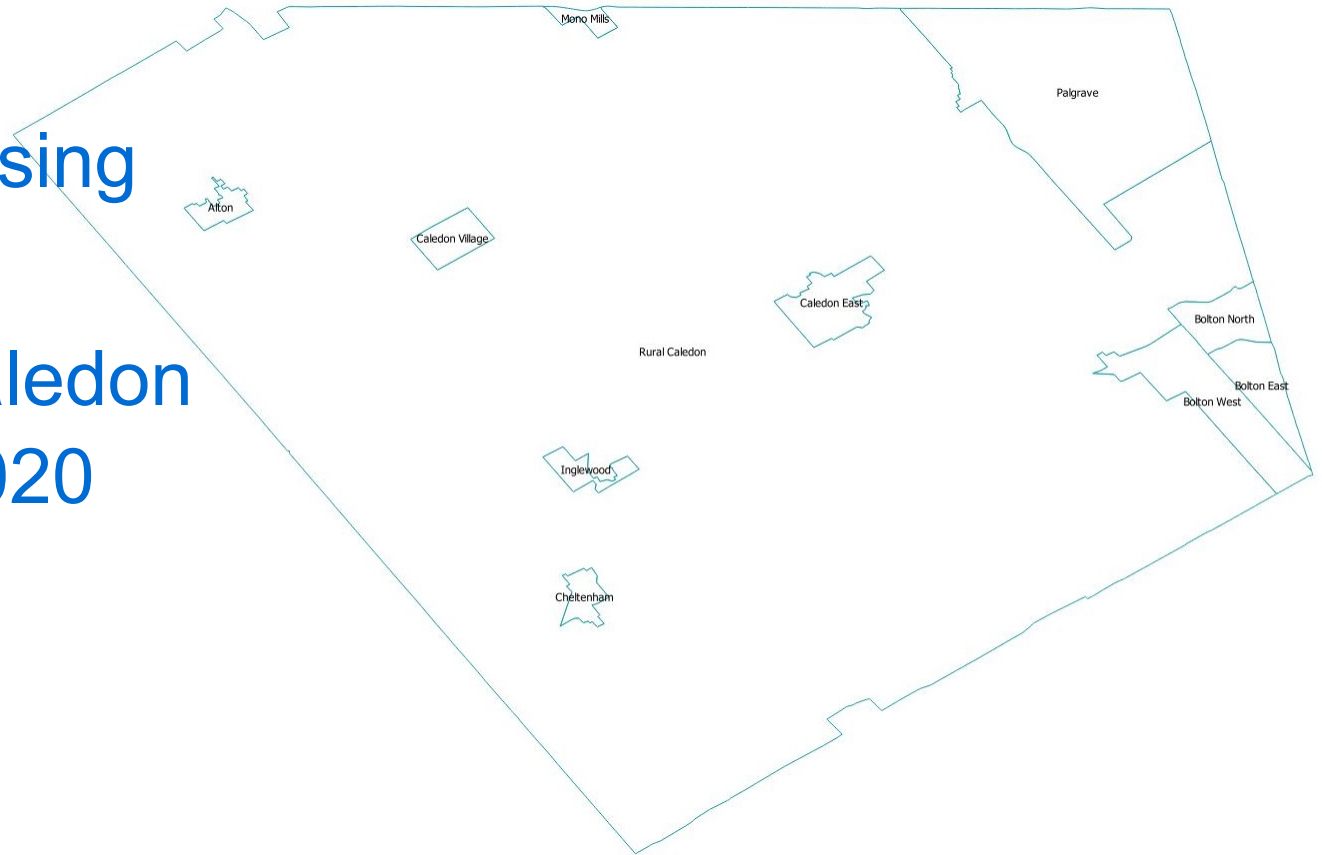 Mono Mills
Palgrave
sing
Alton
Caledon Village
Caledon East
Bolton North
Rural Caledon
ledon
Bolton East
Bolton West
Inglewood
020
Cheltenham